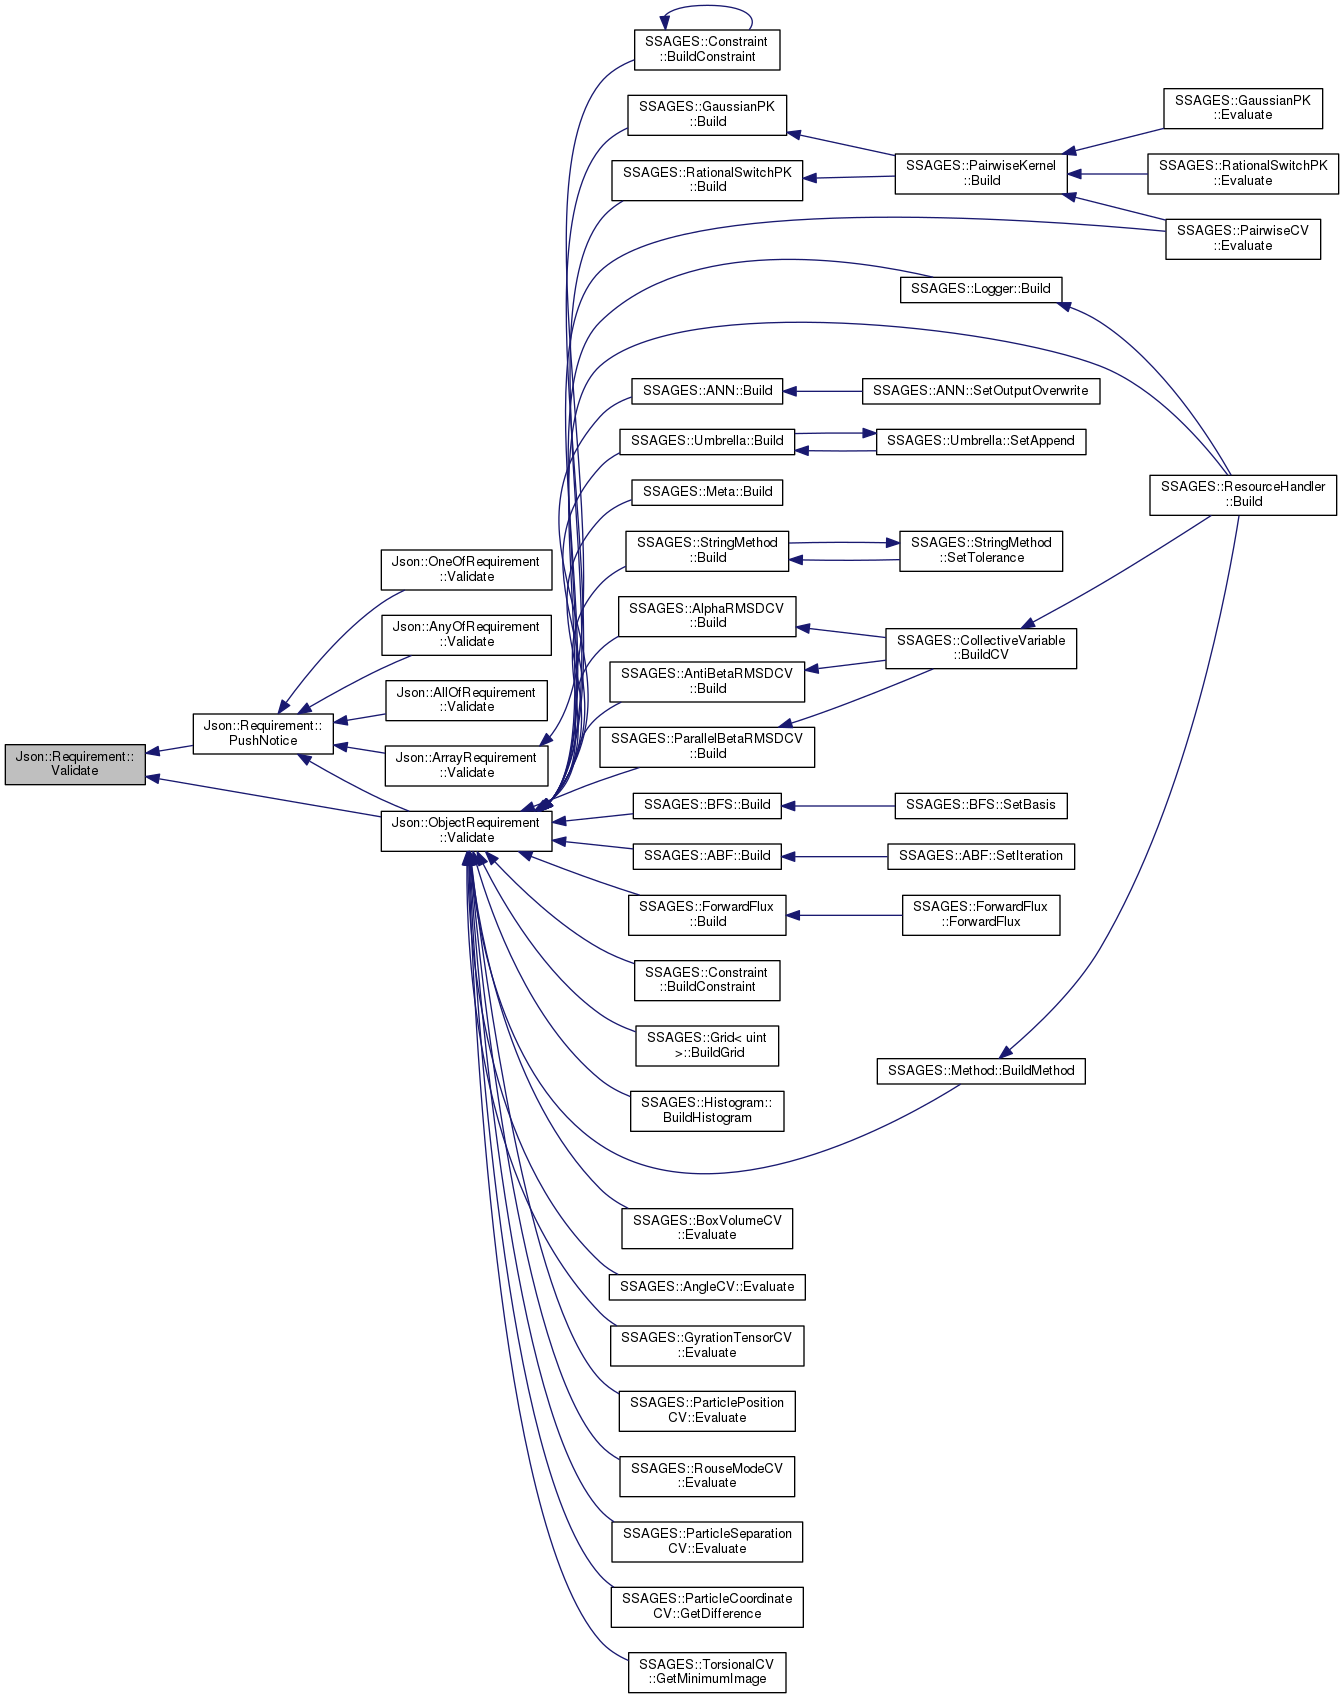 SSAGES::Constraint
::BuildConstraint
SSAGES::GaussianPK
::Build
SSAGES::RationalSwitchPK
::Build
SSAGES::PairwiseKernel
::Build
SSAGES::GaussianPK
::Evaluate
SSAGES::RationalSwitchPK
::Evaluate
SSAGES::PairwiseCV
::Evaluate
SSAGES::Logger::Build
SSAGES::ANN::Build
SSAGES::ANN::SetOutputOverwrite
SSAGES::Umbrella::Build
SSAGES::Umbrella::SetAppend
SSAGES::Meta::Build
SSAGES::ResourceHandler
::Build
SSAGES::StringMethod
::Build
SSAGES::StringMethod
::SetTolerance
Json::OneOfRequirement
::Validate
SSAGES::AlphaRMSDCV
::Build
Json::AnyOfRequirement
::Validate
SSAGES::CollectiveVariable
::BuildCV
SSAGES::AntiBetaRMSDCV
::Build
Json::AllOfRequirement
::Validate
Json::Requirement::
PushNotice
SSAGES::ParallelBetaRMSDCV
::Build
Json::Requirement::
Validate
Json::ArrayRequirement
::Validate
SSAGES::BFS::Build
SSAGES::BFS::SetBasis
Json::ObjectRequirement
::Validate
SSAGES::ABF::Build
SSAGES::ABF::SetIteration
SSAGES::ForwardFlux
::Build
SSAGES::ForwardFlux
::ForwardFlux
SSAGES::Constraint
::BuildConstraint
SSAGES::Grid< uint
>::BuildGrid
SSAGES::Method::BuildMethod
SSAGES::Histogram::
BuildHistogram
SSAGES::BoxVolumeCV
::Evaluate
SSAGES::AngleCV::Evaluate
SSAGES::GyrationTensorCV
::Evaluate
SSAGES::ParticlePosition
CV::Evaluate
SSAGES::RouseModeCV
::Evaluate
SSAGES::ParticleSeparation
CV::Evaluate
SSAGES::ParticleCoordinate
CV::GetDifference
SSAGES::TorsionalCV
::GetMinimumImage